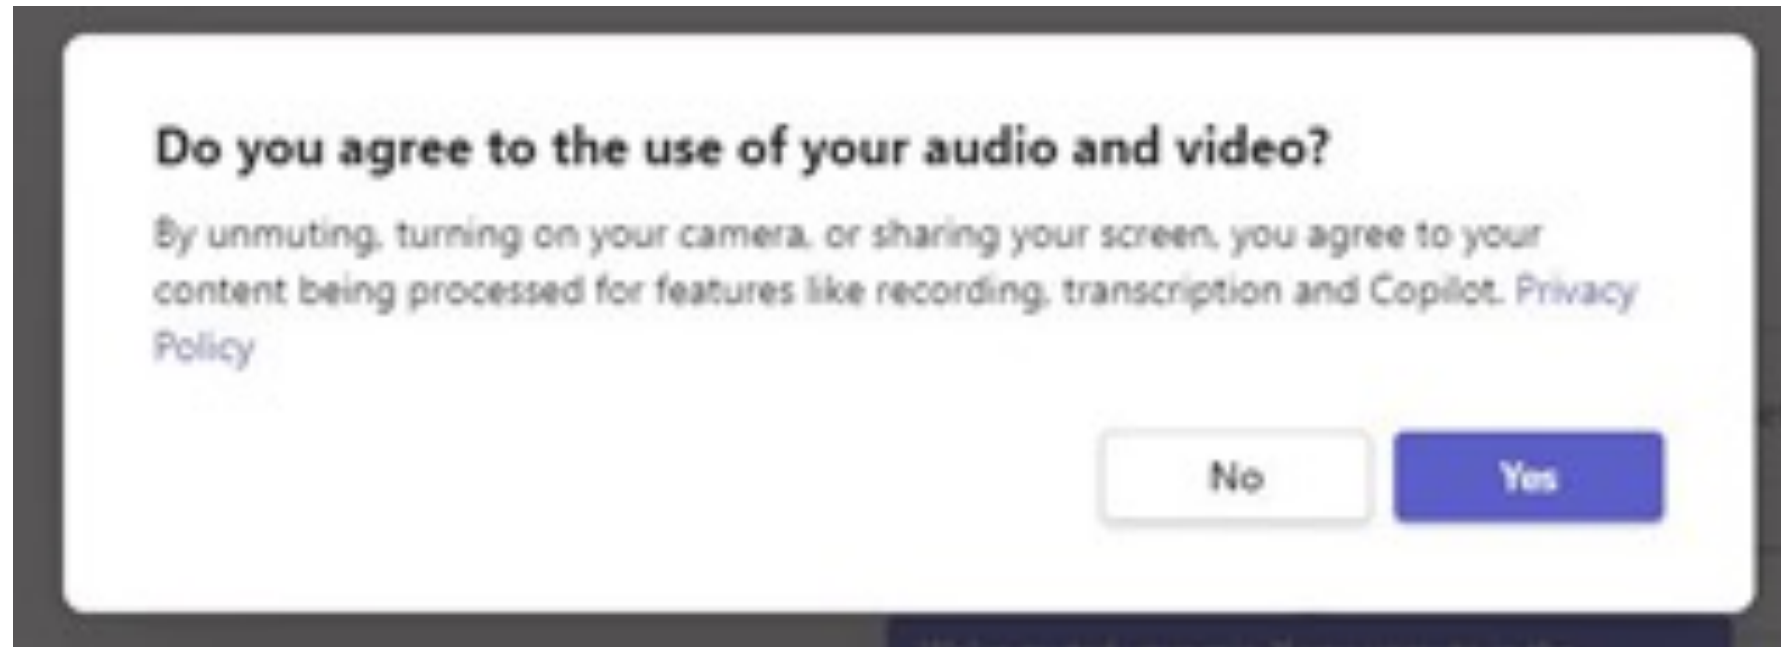 Do you agree to the use of your audio and video?
By unmuting, turning on your camera, or sharing your screen, you agree to your
content being processed for features like recording, transcription and Copilot. Privacy
Policy
No
Yes